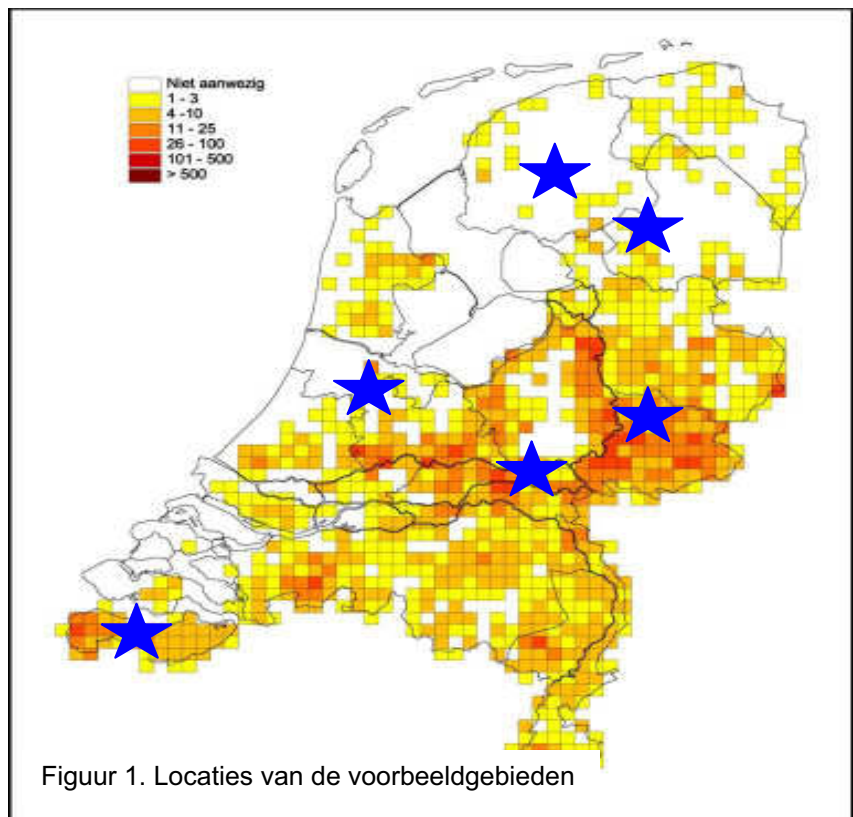 Niet aanwezig
1 - 3
4 -10
11 - 25
26 - 100
101 - 500
> 500
Figuur 1. Locaties van de voorbeeldgebieden